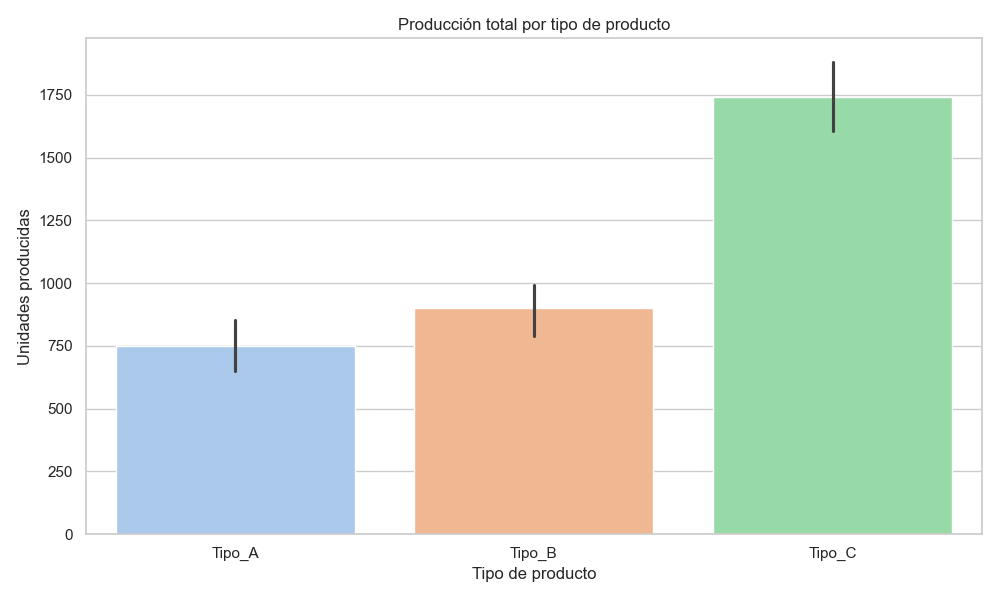 Producción total por tipo de producto
Unidades producidas
1750
1500
1250
1000
750
500
250
0
Tipo_A
Tipo_B
Tipo_C
Tipo de producto